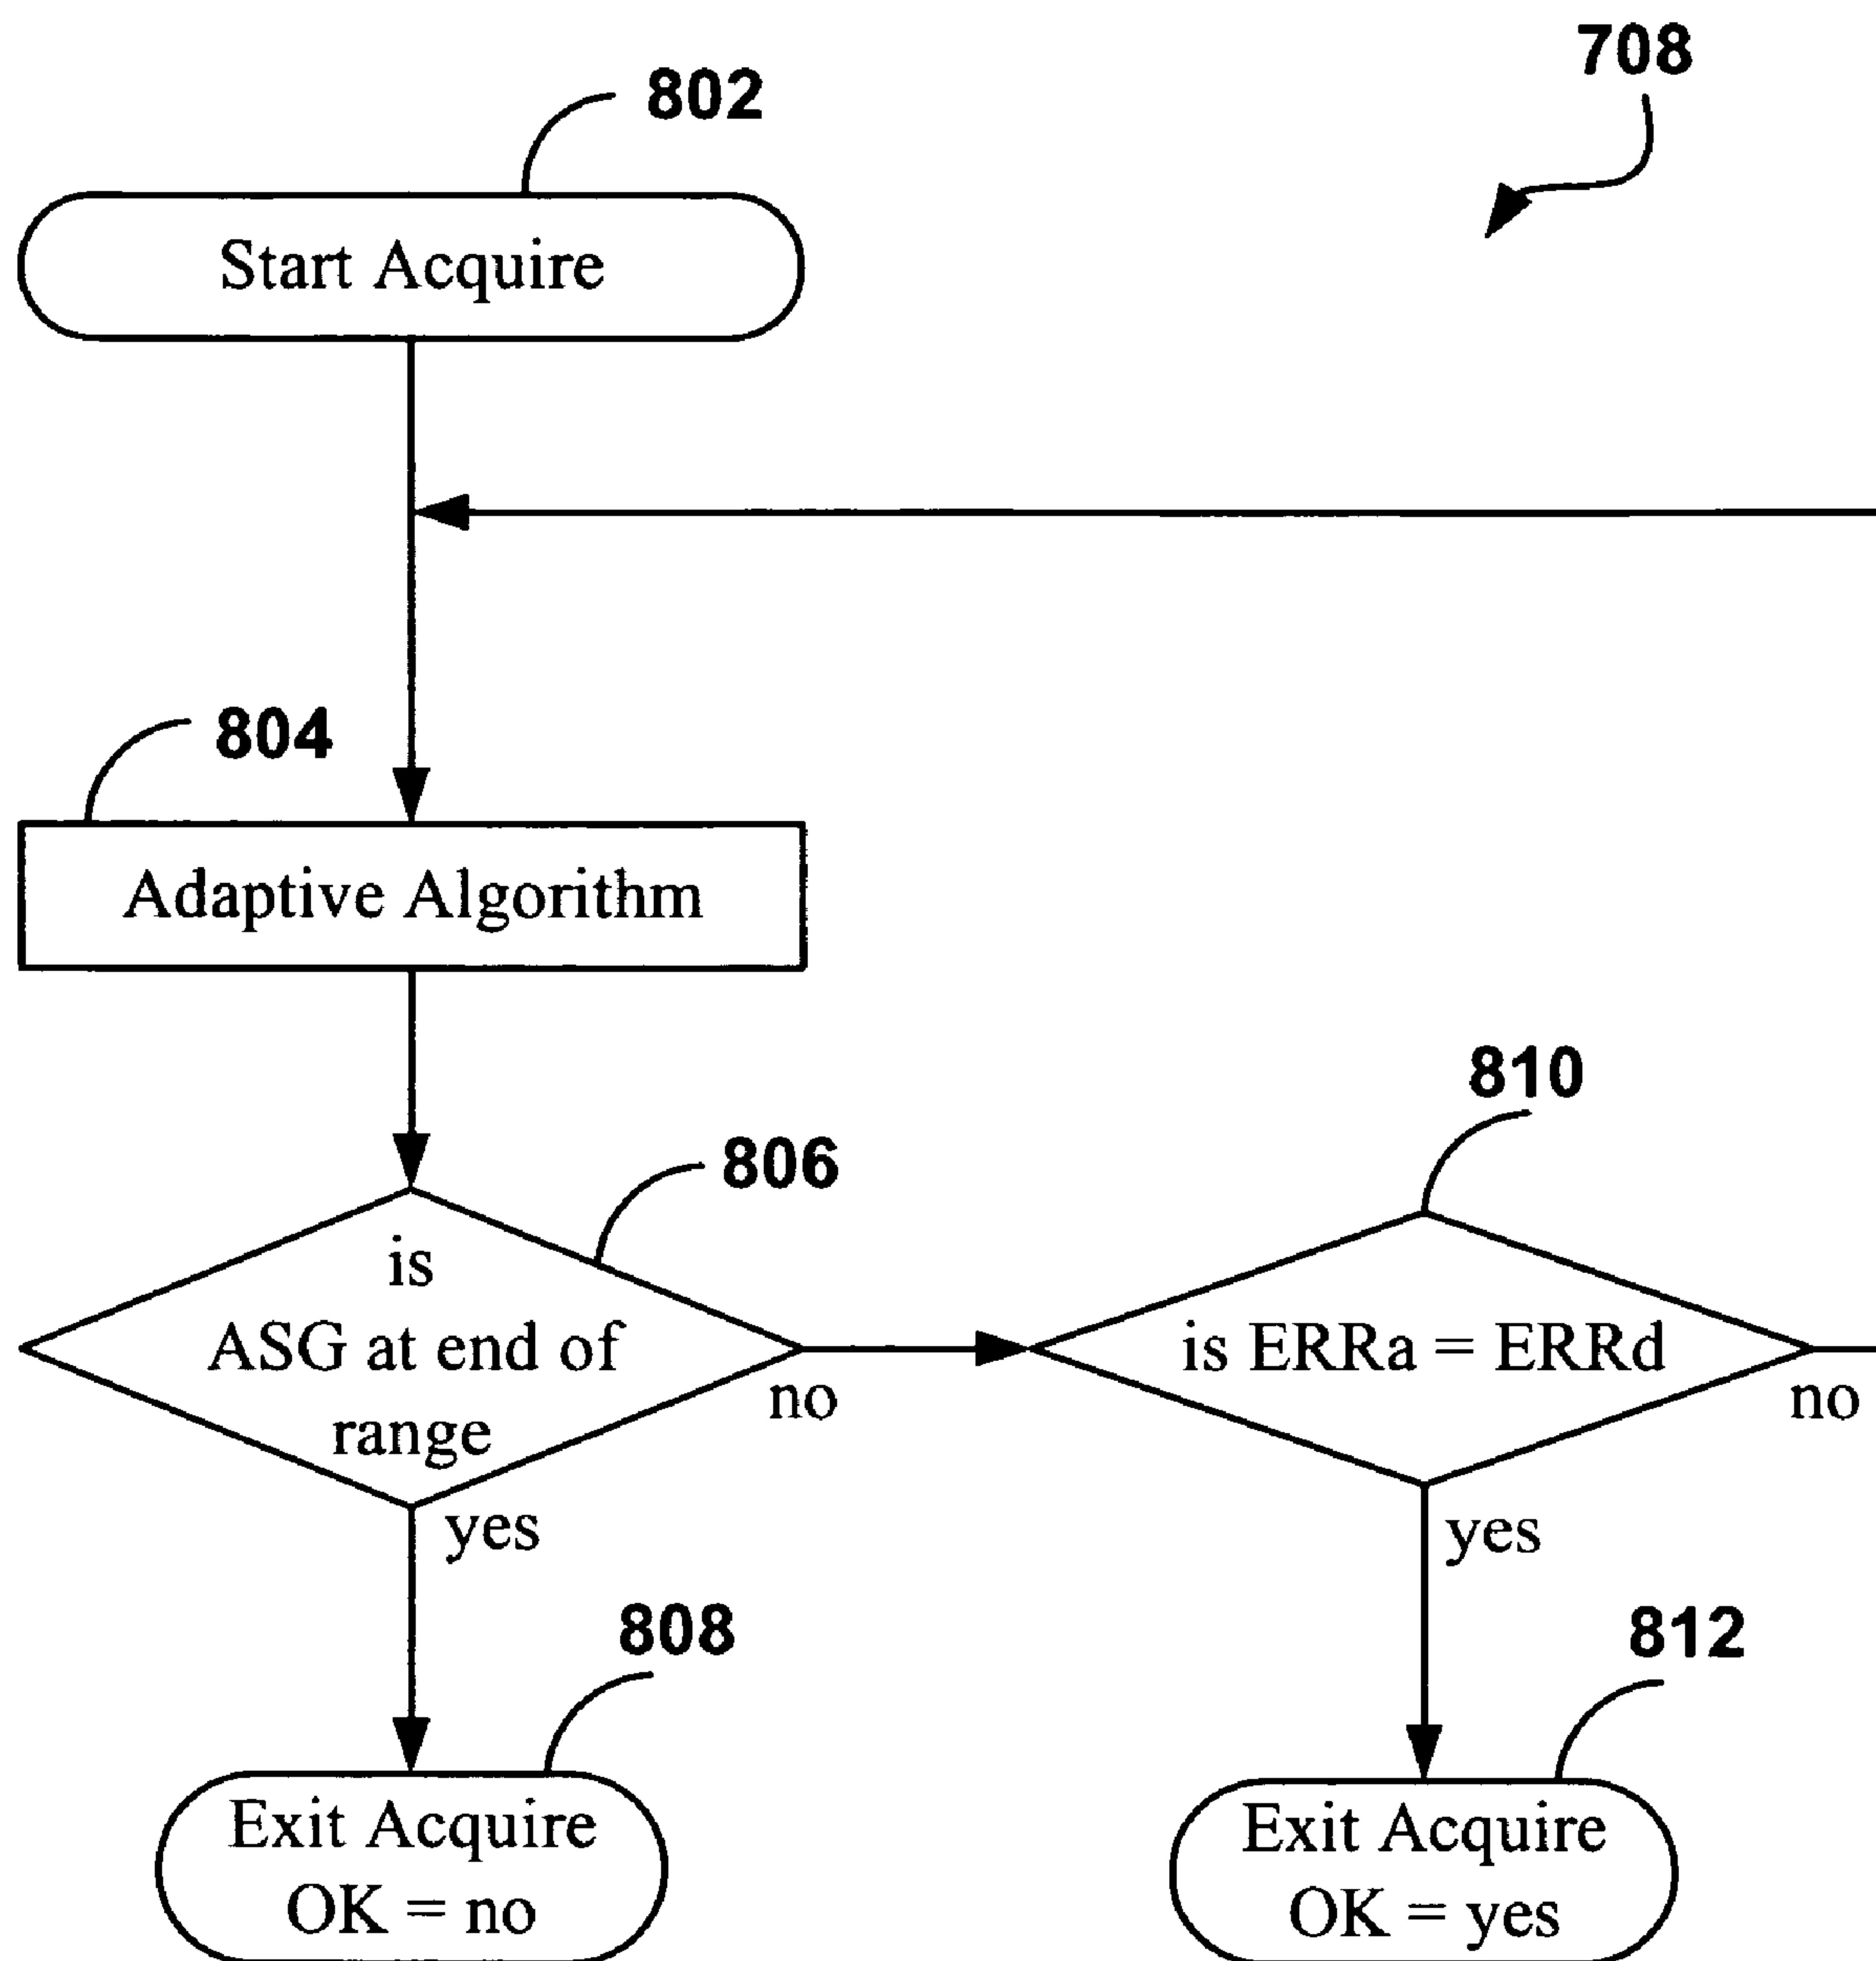 708
802
Start Acquire
804
Adaptive Algorithm
806
is
ASG at end of
range
no
yes
810
is ERRa = ERRd
no
yes
808
Exit Acquire
OK = no
812
Exit Acquire
OK = yes